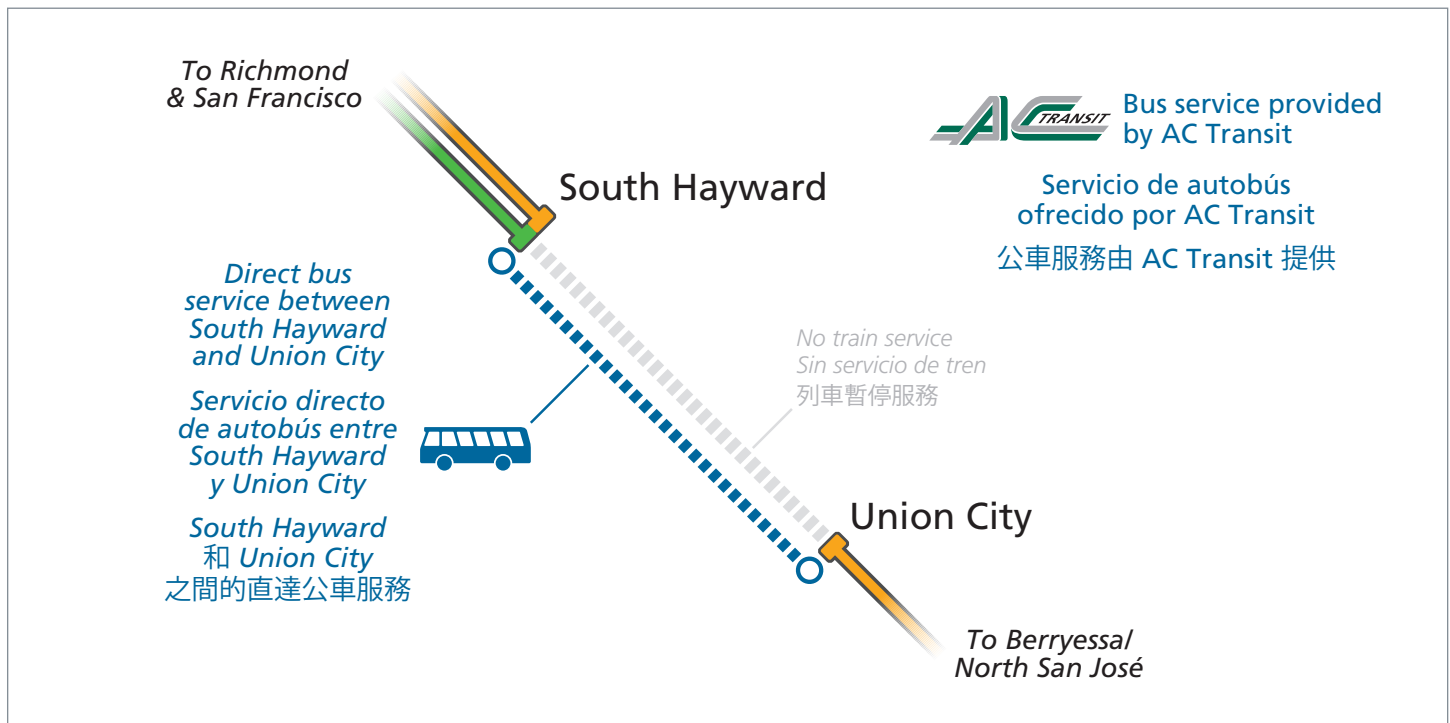 To Richmond
& San Francisco
TRANSIT
Bus service provided
by AC Transit
Servicio de autobús
ofrecido por AC Transit
公車服務由 AC Transit 提供
South Hayward
Direct bus
service between
South Hayward
and Union City
Servicio directo
de autobús entre
South Hayward
y Union City
South Hayward
和 Union City
之間的直達公車服務
No train service
Sin servicio de tren
列車暫停服務
Union City
To Berryessa/
North San José